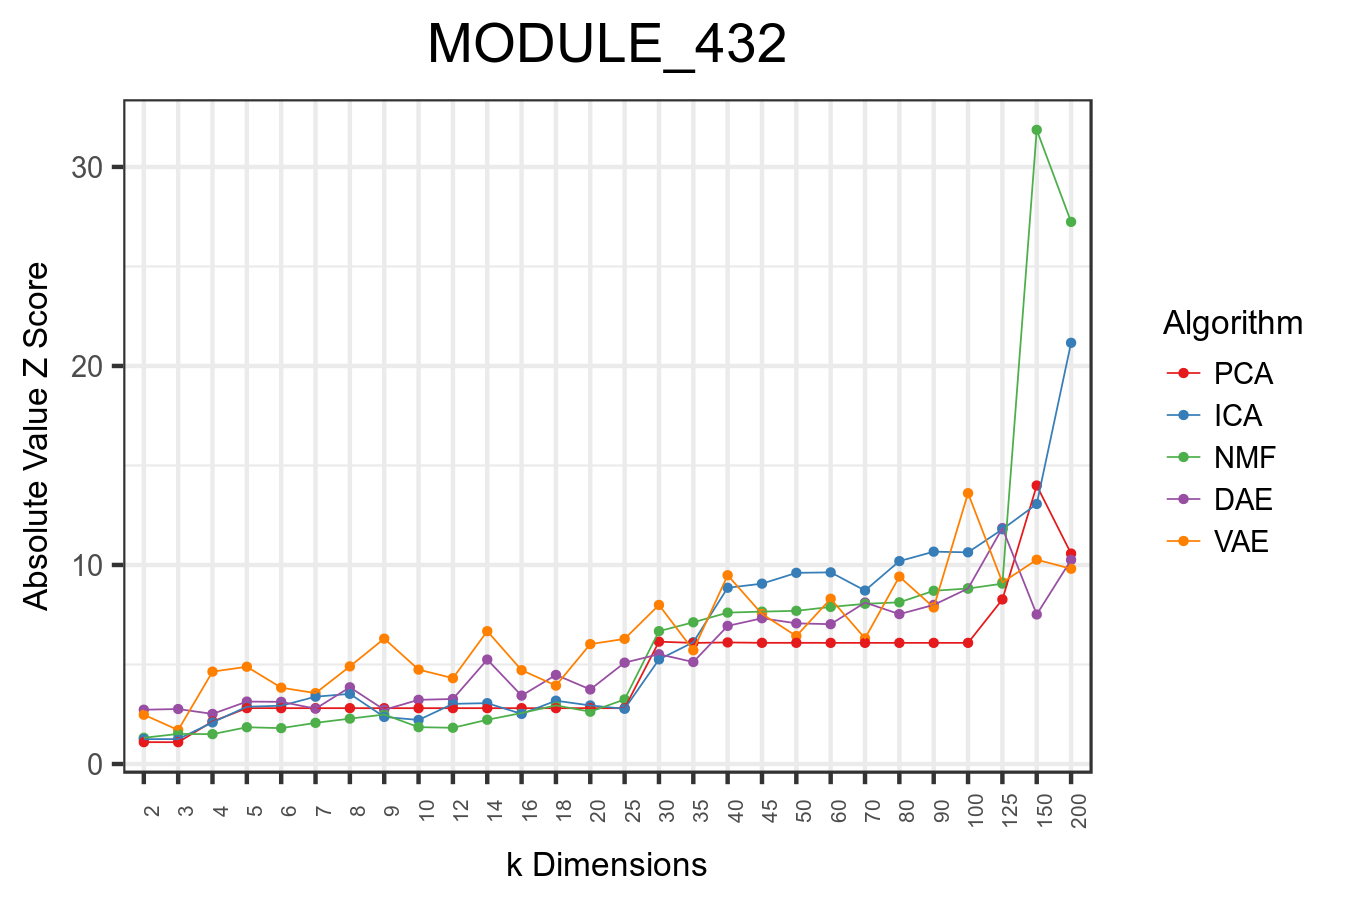 MODULE_432
Absolute Value Z Score
30
20
10
0
2 3 4 5 6 7 8 9 10 12 14 16 18 20 25 30 35 40 45 50 60 70 80 90 100 125 150 200
k Dimensions
Algorithm
PCA
ICA
NMF
DAE
VAE